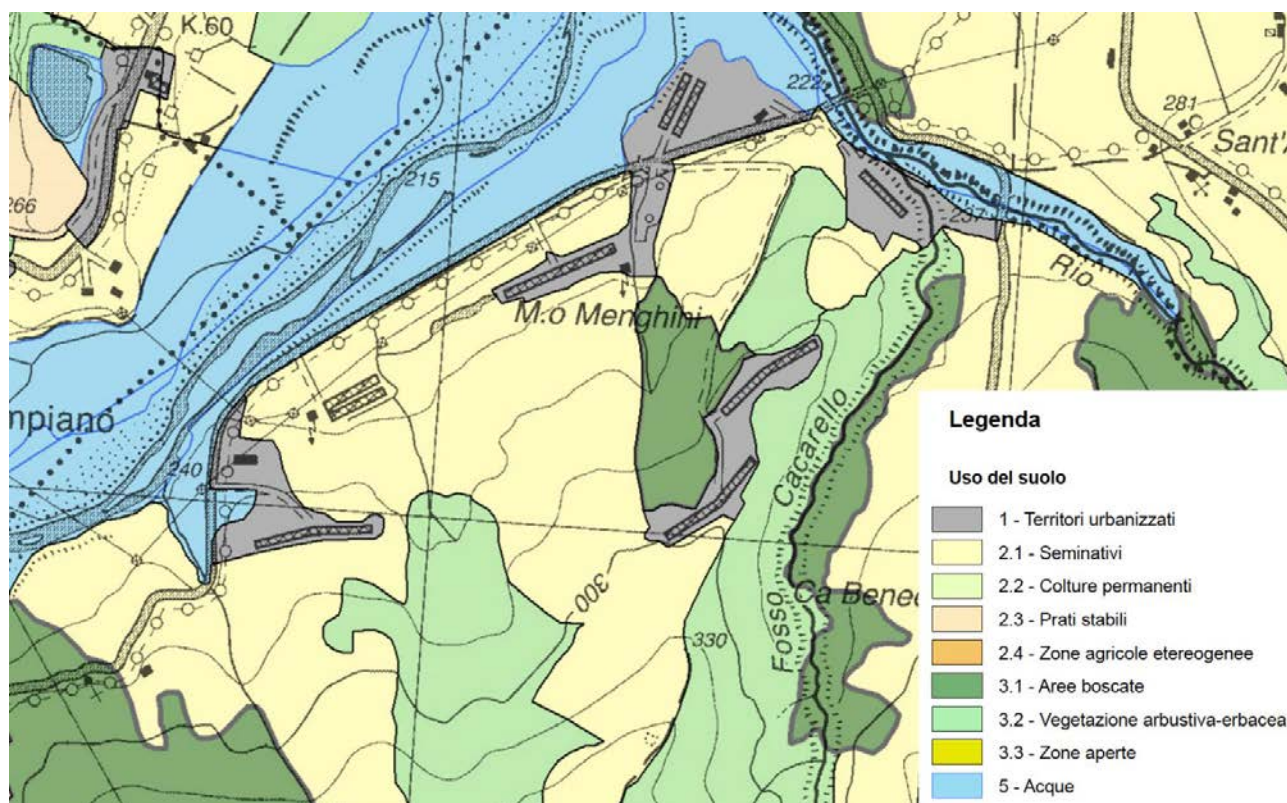 K.60
222
281
Sant'A
215
266
23
Rio
M.o Menghini
mpiano
240
Cacarello
300
Ca Bene
Fosso
330
Legenda
Uso del suolo
1 - Territori urbanizzati
2.1 - Seminativi
2.2 - Colture permanenti
2.3 - Prati stabili
2.4 - Zone agricole etereogenee
3.1 - Aree boscate
3.2 - Vegetazione arbustiva-erbacea
3.3 - Zone aperte
5 - Acque